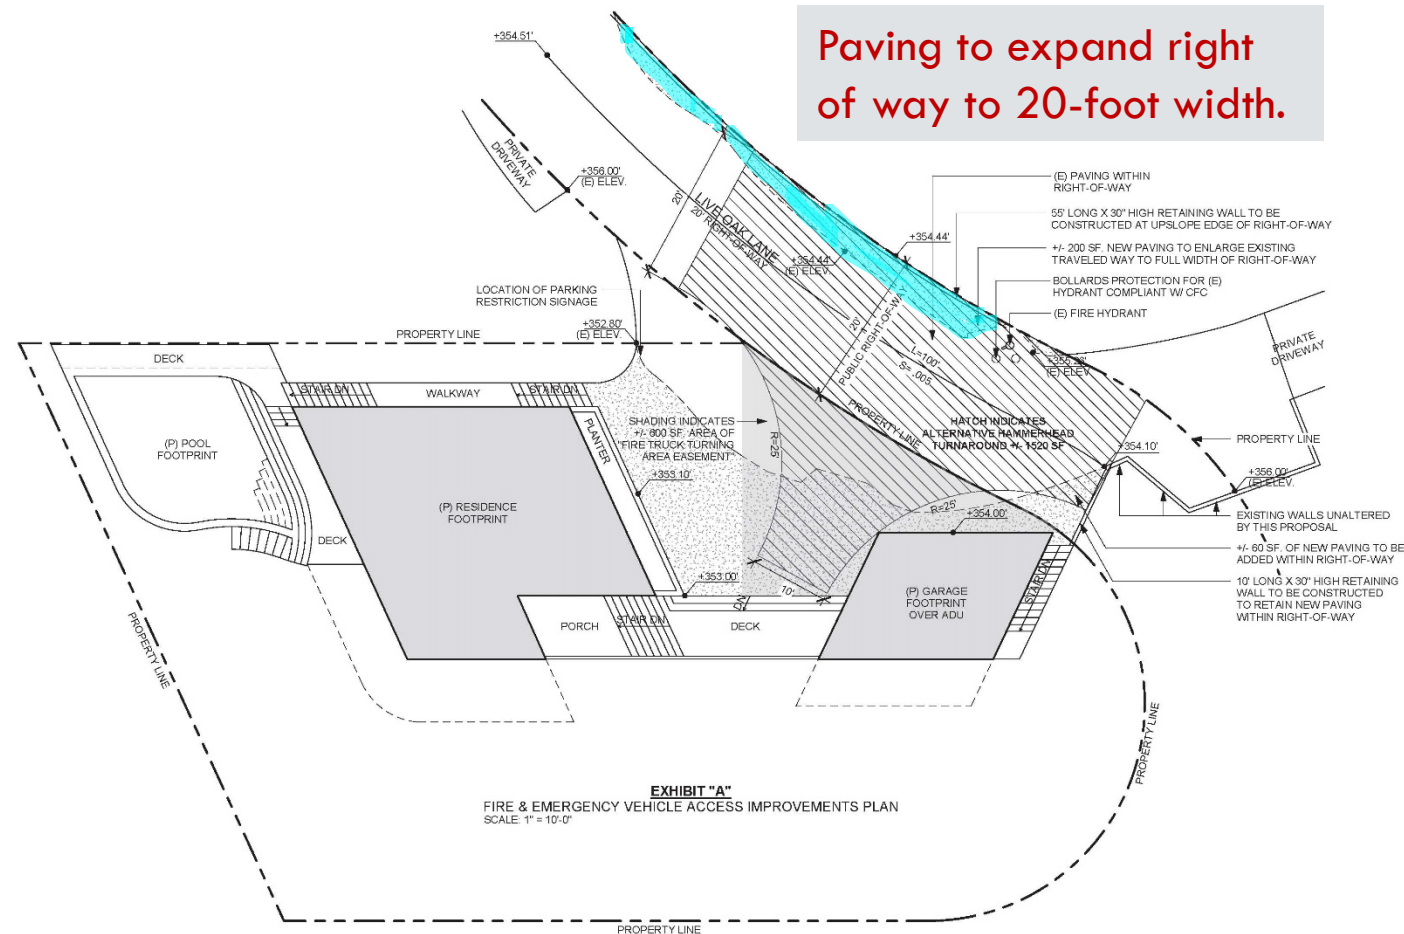 Paving to expand right
of way to 20-foot width.
+354.51'
PRIVATE
DRIVEWAY
+356.00'
(E) ELEV.
20'
LIVE OAK LANE
20' RIGHT-OF-WAY
+354.44'
(E) ELEV.
+354.44'
(E) PAVING WITHIN
RIGHT-OF-WAY
55' LONG X 30" HIGH RETAINING WALL TO BE
CONSTRUCTED AT UPSLOPE EDGE OF RIGHT-OF-WAY
+/- 200 SF. NEW PAVING TO ENLARGE EXISTING
TRAVELED WAY TO FULL WIDTH OF RIGHT-OF-WAY
BOLLARDS PROTECTION FOR (E)
HYDRANT COMPLIANT W/ CFC
(E) FIRE HYDRANT
LOCATION OF PARKING
RESTRICTION SIGNAGE
+352.80'
(E) ELEV.
PROPERTY LINE
20'
PUBLIC RIGHT-OF-WAY
L=100'
S= .005
(E) ELEV
PRIVATE
DRIVEWAY
DECK
STAIR DN
WALKWAY
STAIR DN
PLANTER
SHADING INDICATES
+/- 800 SF. AREA OF
"FIRE TRUCK TURNING
AREA EASEMENT"
R=25'
PROPERTY LINE
HATCH INDICATES
ALTERNATIVE HAMMERHEAD
TURNAROUND +/- 1520 SF
+354.10'
PROPERTY LINE
+356.00'
(E) ELEV.
(P) POOL
FOOTPRINT
+353.10'
(P) RESIDENCE
FOOTPRINT
DECK
R=25'
+354.00'
EXISTING WALLS UNALTERED
BY THIS PROPOSAL
+/- 60 SF. OF NEW PAVING TO BE
ADDED WITHIN RIGHT-OF-WAY
10' LONG X 30" HIGH RETAINING
WALL TO BE CONSTRUCTED
TO RETAIN NEW PAVING
WITHIN RIGHT-OF-WAY
+353.00'
10'
DN
(P) GARAGE
FOOTPRINT
OVER ADU
STAIR DN
PORCH
STAIR DN
DECK
PROPERTY LINE
PROPERTY LINE
EXHIBIT "A"
FIRE & EMERGENCY VEHICLE ACCESS IMPROVEMENTS PLAN
SCALE: 1" = 10'-0"
PROPERTY LINE